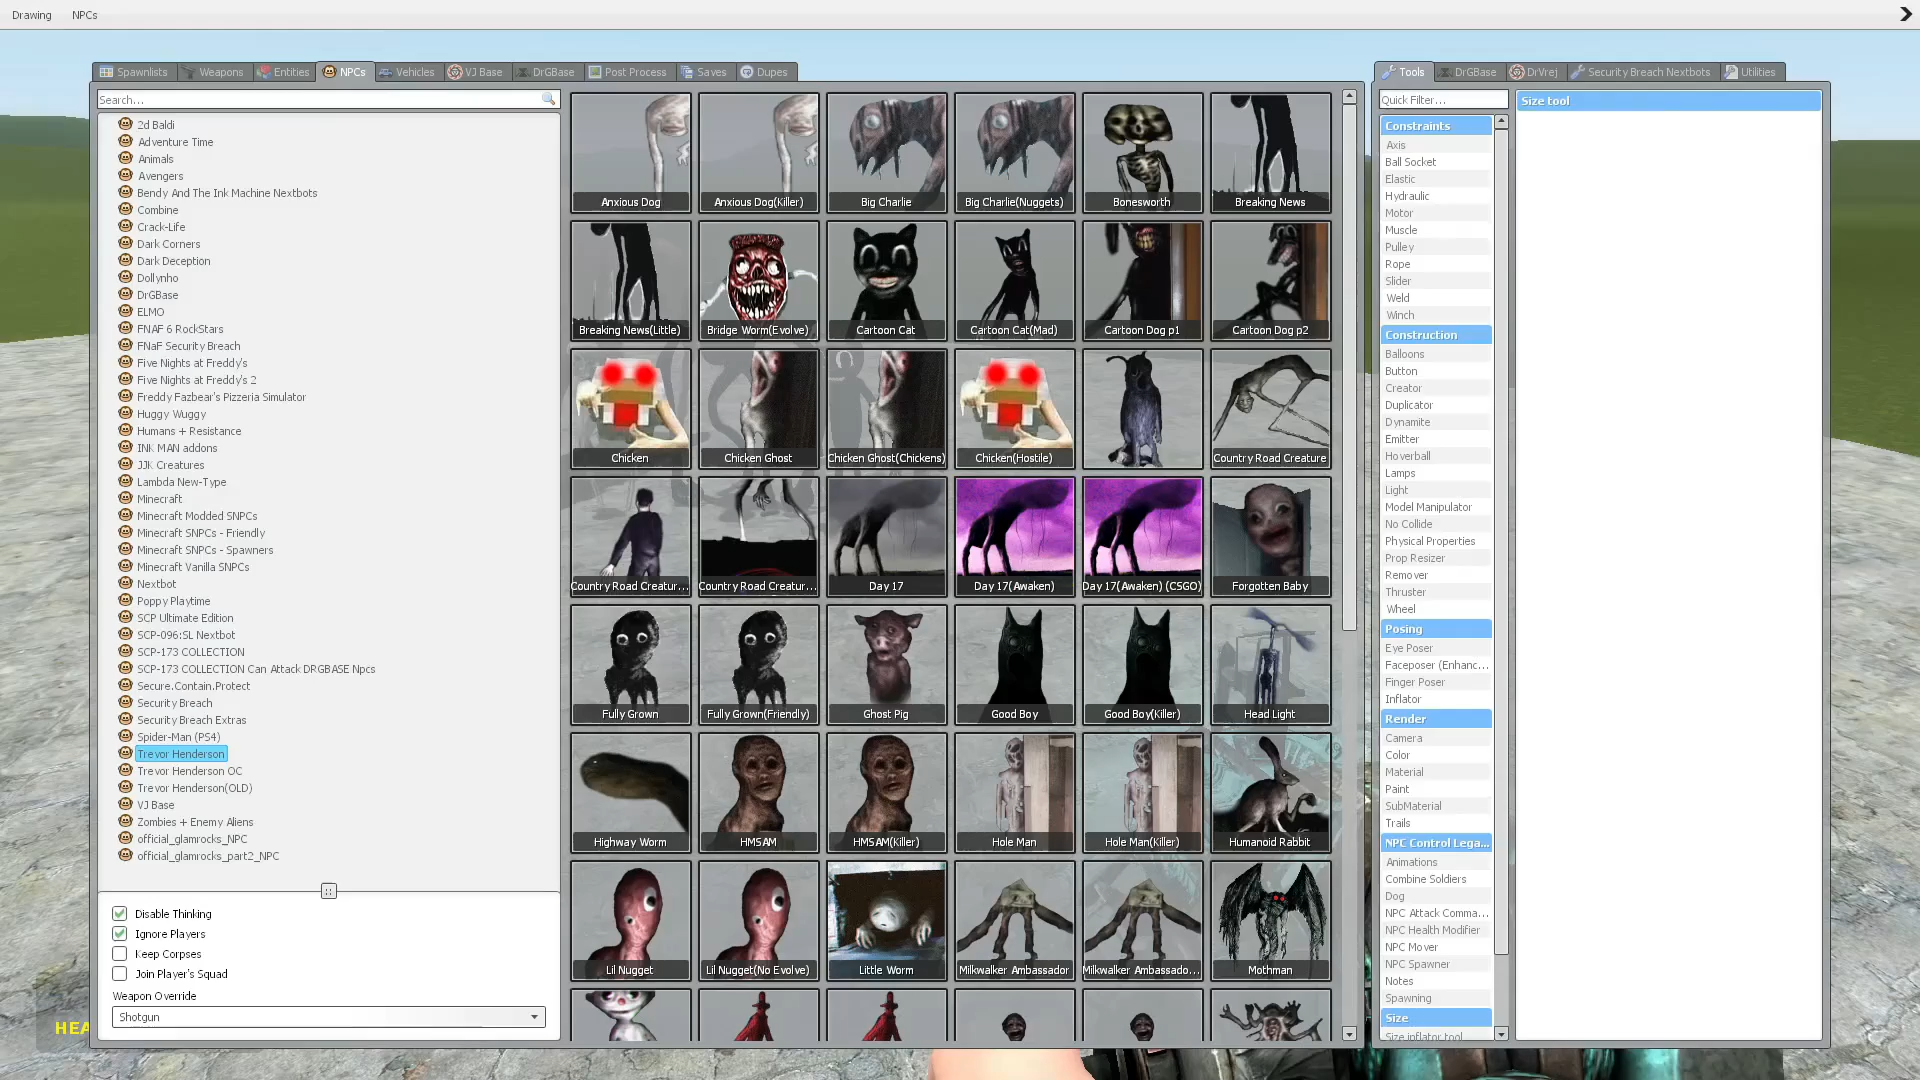 Drawing NPCs
Spawnlists Weapons Entities NPCs Vehicles VJ Base DrGBase Post Process Saves Dupes
Tools DrGBase DrVrej Security Breach Nextbots Utilities
Search...
2d Baldi
Adventure Time
Animals
Avengers
Bendy And The Ink Machine Nextbots
Combine
Crack-Life
Dark Corners
Dark Deception
Dollynho
DrGBase
ELMO
FNAF 6 RockStars
FNaF Security Breach
Five Nights at Freddy's
Five Nights at Freddy's 2
Freddy Fazbear's Pizzeria Simulator
Huggy Wuggy
Humans + Resistance
INK MAN addons
JJK Creatures
Lambda New-Type
Minecraft
Minecraft Modded SNPCs
Minecraft SNPCs - Friendly
Minecraft SNPCs - Spawners
Minecraft Vanilla SNPCs
Nextbot
Poppy Playtime
SCP Ultimate Edition
SCP-096:SL Nextbot
SCP-173 COLLECTION
SCP-173 COLLECTION Can Attack DRGBASE Npcs
Secure.Contain.Protect
Security Breach
Security Breach Extras
Spider-Man (PS4)
Trevor Henderson
Trevor Henderson OC
Trevor Henderson(OLD)
VJ Base
Zombies + Enemy Aliens
official_glamrocks_NPC
official_glamrocks_part2_NPC
Disable Thinking
Ignore Players
Keep Corpses
Join Player's Squad
Weapon Override
Shotgun
HEA
Anxious Dog Anxious Dog(Killer) Big Charlie Big Charlie(Nuggets) Bonesworth Breaking News
Breaking News(Little) Bridge Worm(Evolve) Cartoon Cat Cartoon Cat(Mad) Cartoon Dog p1 Cartoon Dog p2
Chicken Chicken Ghost Chicken Ghost(Chickens) Chicken(Hostile) Country Road Creature
Country Road Creatur... Country Road Creatur... Day 17 Day 17(Awaken) Day 17(Awaken) (CSGO) Forgotten Baby
Fully Grown Fully Grown(Friendly) Ghost Pig Good Boy Good Boy(Killer) Head Light
Highway Worm HMSAM HMSAM(Killer) Hole Man Hole Man(Killer) Humanoid Rabbit
Lil Nugget Lil Nugget(No Evolve) Little Worm Milkwalker Ambassador Milkwalker Ambassado... Mothman
Quick Filter...
Constraints
Axis
Ball Socket
Elastic
Hydraulic
Motor
Muscle
Pulley
Rope
Slider
Weld
Winch
Construction
Balloons
Button
Creator
Duplicator
Dynamite
Emitter
Hoverball
Lamps
Light
Model Manipulator
No Collide
Physical Properties
Prop Resizer
Remover
Thruster
Wheel
Posing
Eye Poser
Faceposer (Enhanc...
Finger Poser
Inflator
Render
Camera
Color
Material
Paint
SubMaterial
Trails
NPC Control Lega...
Animations
Combine Soldiers
Dog
NPC Attack Comma...
NPC Health Modifier
NPC Mover
NPC Spawner
Notes
Spawning
Size
Size inflator tool
Size tool